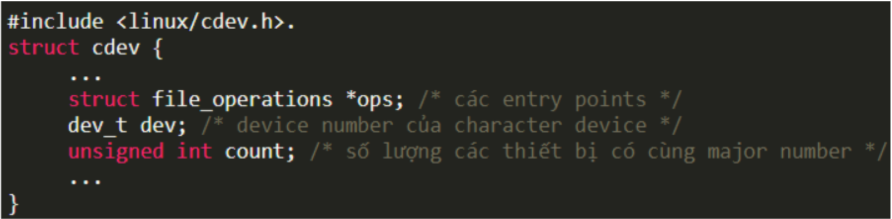 #include <linux/cdev.h>.
struct cdev {
...
struct file_operations *ops; /* các entry points */
dev_t dev; /* device number của character device */
unsigned int count; /* số lượng các thiết bị có cùng major number */
...
}